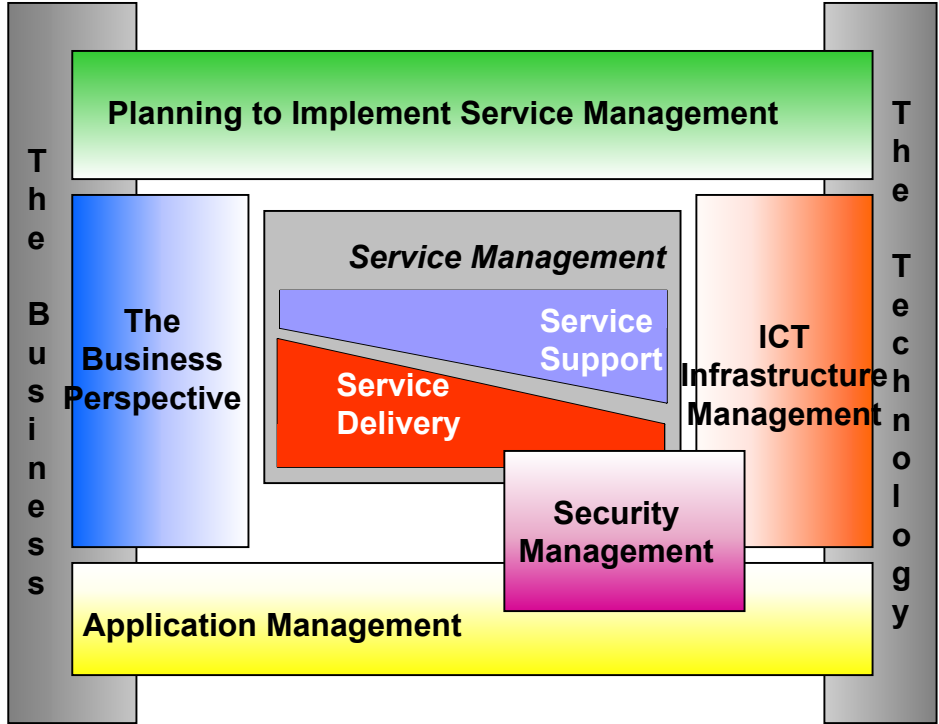 Planning to Implement Service Management
The Business
The Technology
Service Management
The
Business
Perspective
Service
Support
Service
Delivery
ICT
Infrastructure
Management
Security
Management
Application Management